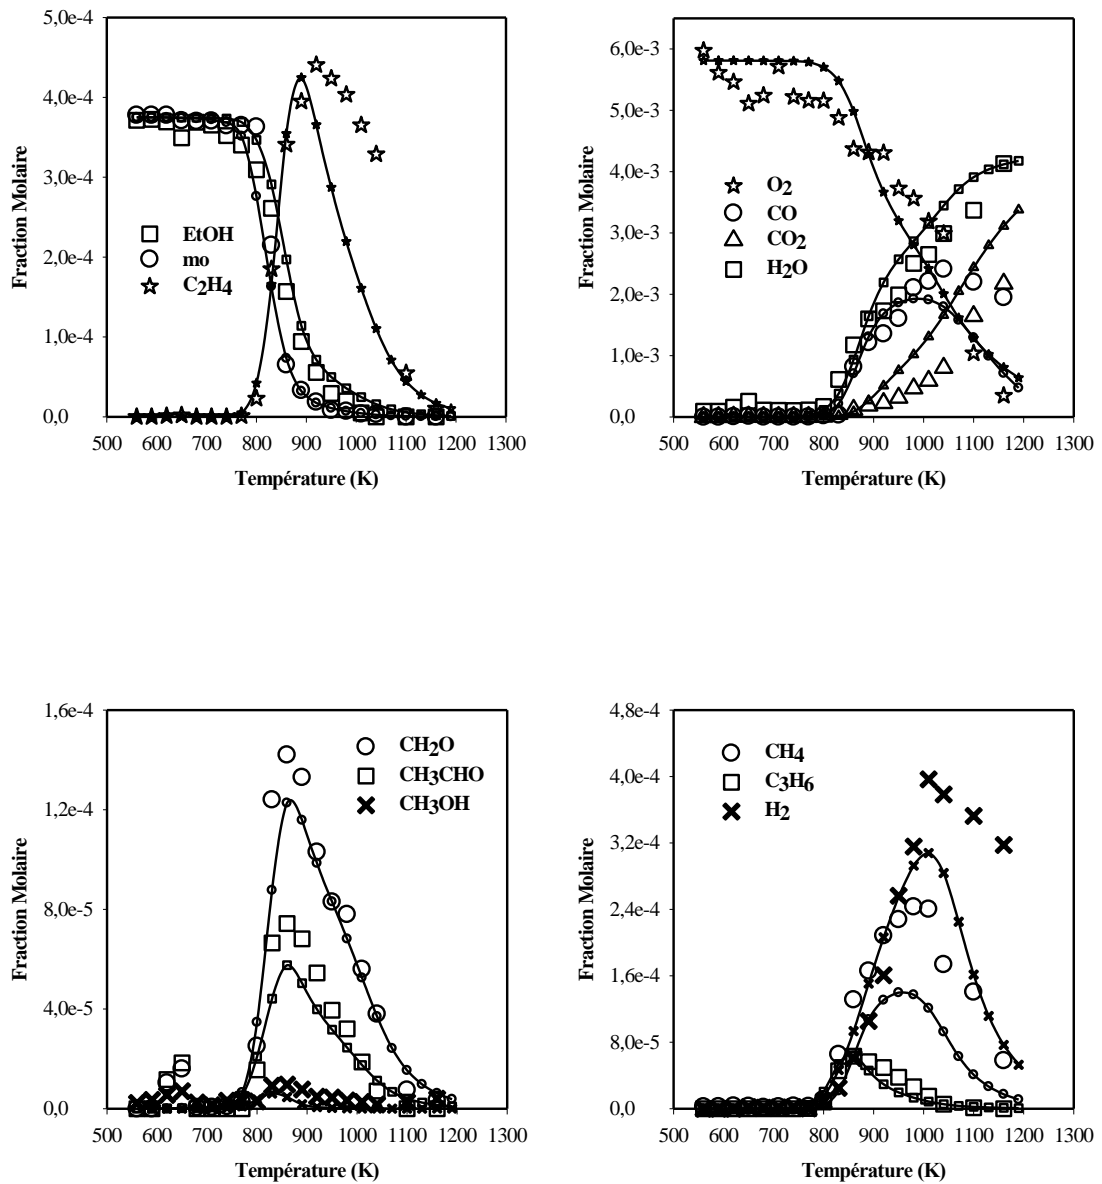 5,0e-4
4,0e-4
3,0e-4
2,0e-4
1,0e-4
0,0
Fraction Molaire
EtOH
mo
C2H4
500 600 700 800 900 1000 1100 1200 1300
Température (K)
6,0e-3
5,0e-3
4,0e-3
3,0e-3
2,0e-3
1,0e-3
0,0
Fraction Molaire
O2
CO
CO2
H2O
500 600 700 800 900 1000 1100 1200 1300
Température (K)
1,6e-4
1,2e-4
8,0e-5
4,0e-5
0,0
Fraction Molaire
CH2O
CH3CHO
CH3OH
500 600 700 800 900 1000 1100 1200 1300
Température (K)
4,8e-4
4,0e-4
3,2e-4
2,4e-4
1,6e-4
8,0e-5
0,0
Fraction Molaire
CH4
C3H6
H2
500 600 700 800 900 1000 1100 1200 1300
Température (K)